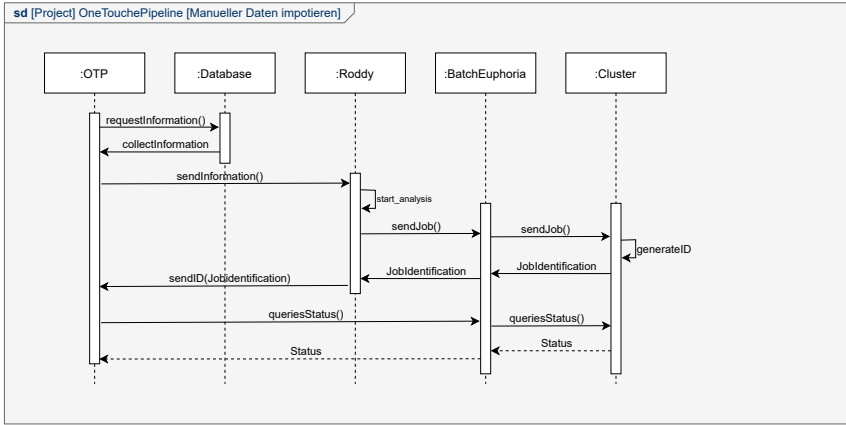 sd [Project] OneTouchePipeline [Manueller Daten impotieren]
:OTP
:Database
:Roddy
:BatchEuphoria
:Cluster
requestInformation()
collectInformation
sendInformation()
start_analysis
sendJob()
sendJob()
generateID
JobIdentification
JobIdentification
sendID(Jobidentification)
queriesStatus()
queriesStatus()
Status
Status